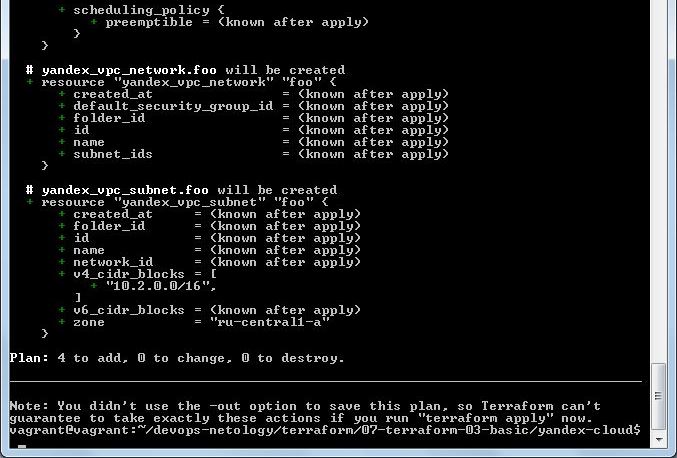 + scheduling_policy {
+ preemptible = (known after apply)
}
}
# yandex_vpc_network.foo will be created
+ resource "yandex_vpc_network" "foo" {
+ created_at = (known after apply)
+ default_security_group_id = (known after apply)
+ folder_id = (known after apply)
+ id = (known after apply)
+ name = (known after apply)
+ subnet_ids = (known after apply)
}
# yandex_vpc_subnet.foo will be created
+ resource "yandex_vpc_subnet" "foo" {
+ created_at = (known after apply)
+ folder_id = (known after apply)
+ id = (known after apply)
+ name = (known after apply)
+ network_id = (known after apply)
+ v4_cidr_blocks = [
+ "10.2.0.0/16",
]
+ v6_cidr_blocks = (known after apply)
+ zone = "ru-central1-a"
}
Plan: 4 to add, 0 to change, 0 to destroy.
Note: You didn't use the -out option to save this plan, so Terraform can't
guarantee to take exactly these actions if you run "terraform apply" now.
vagrant@vagrant:~/devops-netology/terraform/07-terraform-03-basic/yandex-cloud$